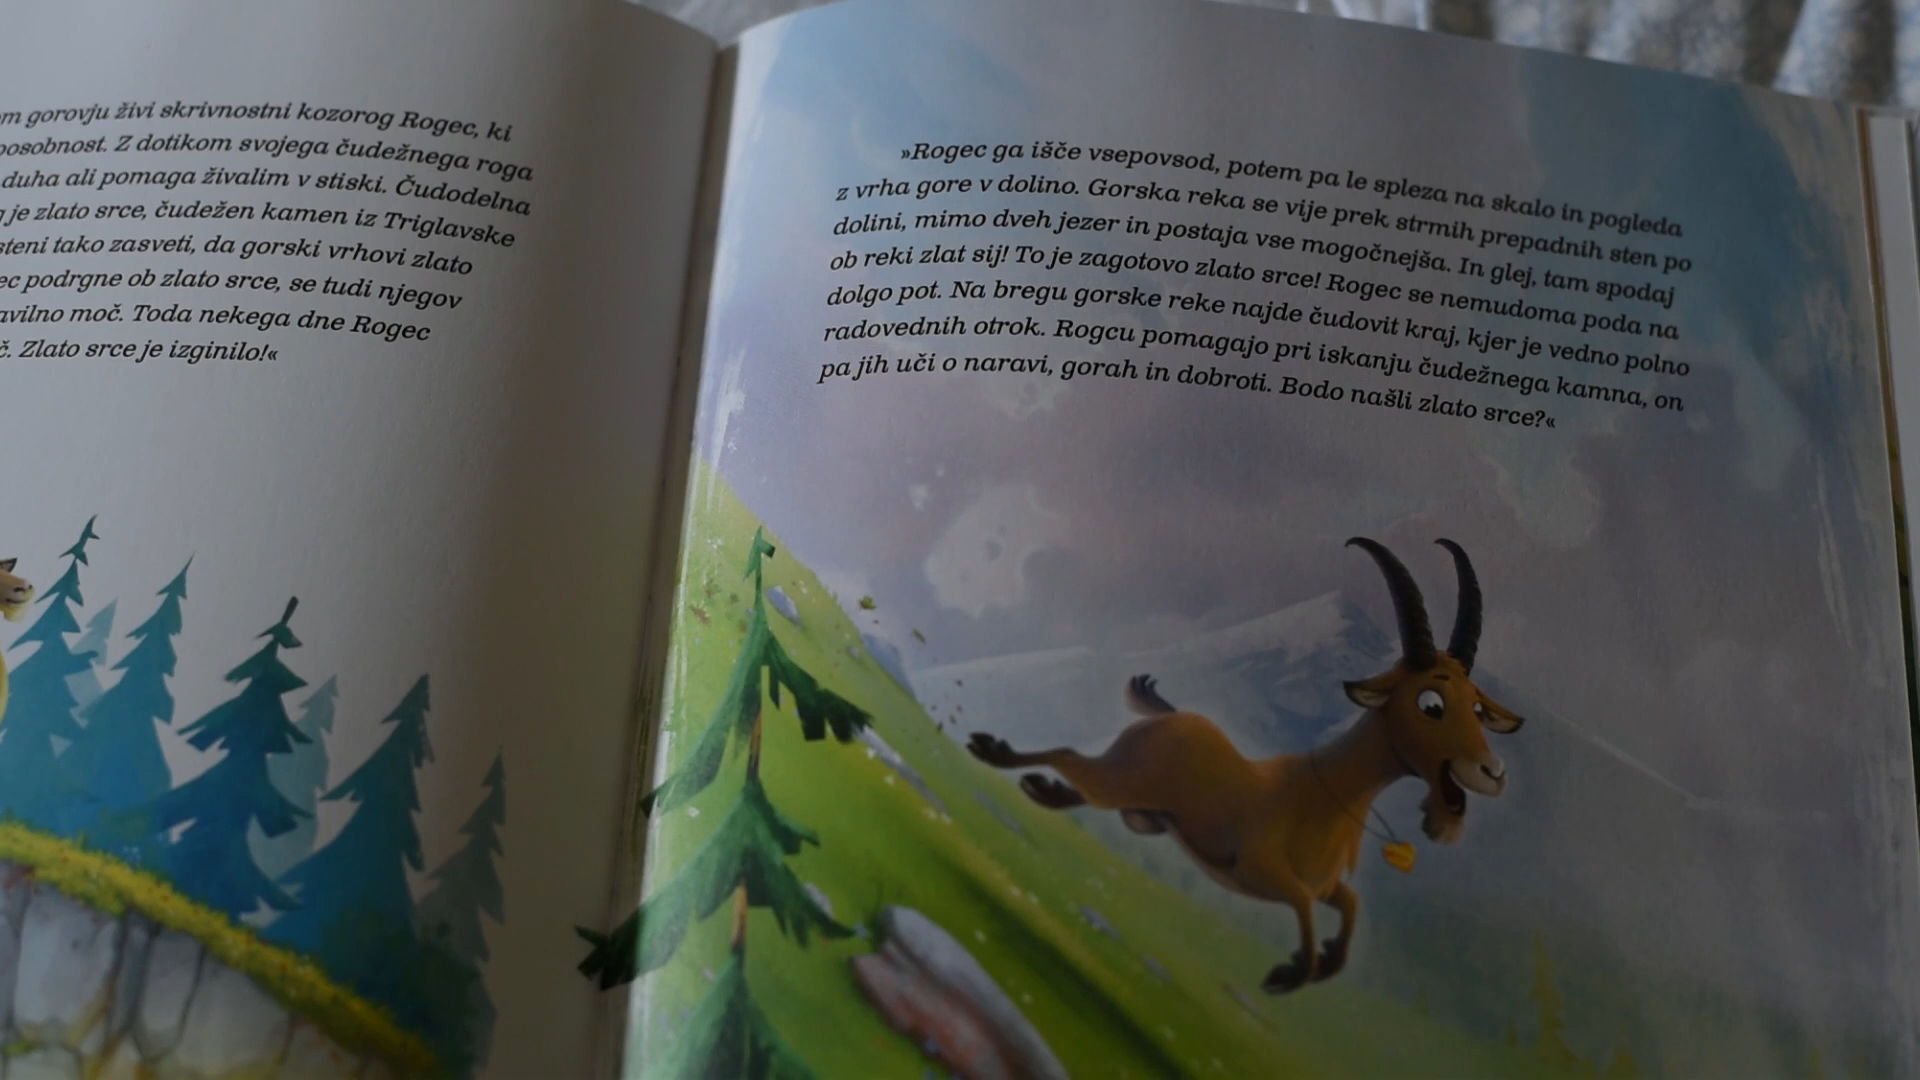 gorovju živi skrivnostni kozorog Rogec, ki
Z dotikom svojega čudežnega roga
duha ali pomaga živalim v stiski. Čudodelna
je zlato srce, čudežen kamen iz Triglavske
steni tako zasveti, da gorski vrhovi zlato
podrgne ob zlato srce, se tudi njegov
moč. Toda nekega dne Rogec
Zlato srce je izginilo!«
»Rogec ga išče vsepovsod, potem pa le spleza na skalo in pogleda
z vrha gore v dolino. Gorska reka se vije prek strmih prepadnih sten po
dolini, mimo dveh jezer in postaja vse mogočnejša. In glej, tam spodaj
ob reki zlat sij! To je zagotovo zlato srce! Rogec se nemudoma poda na
dolgo pot. Na bregu gorske reke najde čudovit kraj, kjer je vedno polno
radovednih otrok. Rogcu pomagajo pri iskanju čudežnega kamna, on
pa jih uči o naravi, gorah in dobroti. Bodo našli zlato srce?«